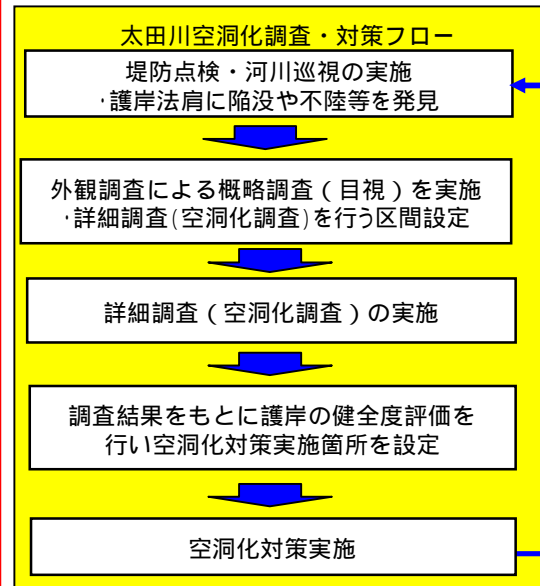 太田川空洞化調査・対策フロー
堤防点検・河川巡視の実施
・護岸法肩に陥没や不陸等を発見
外観調査による概略調査(目視)を実施
・詳細調査(空洞化調査)を行う区間設定
詳細調査(空洞化調査)の実施
調査結果をもとに護岸の健全度評価を
行い空洞化対策実施箇所を設定
空洞化対策実施